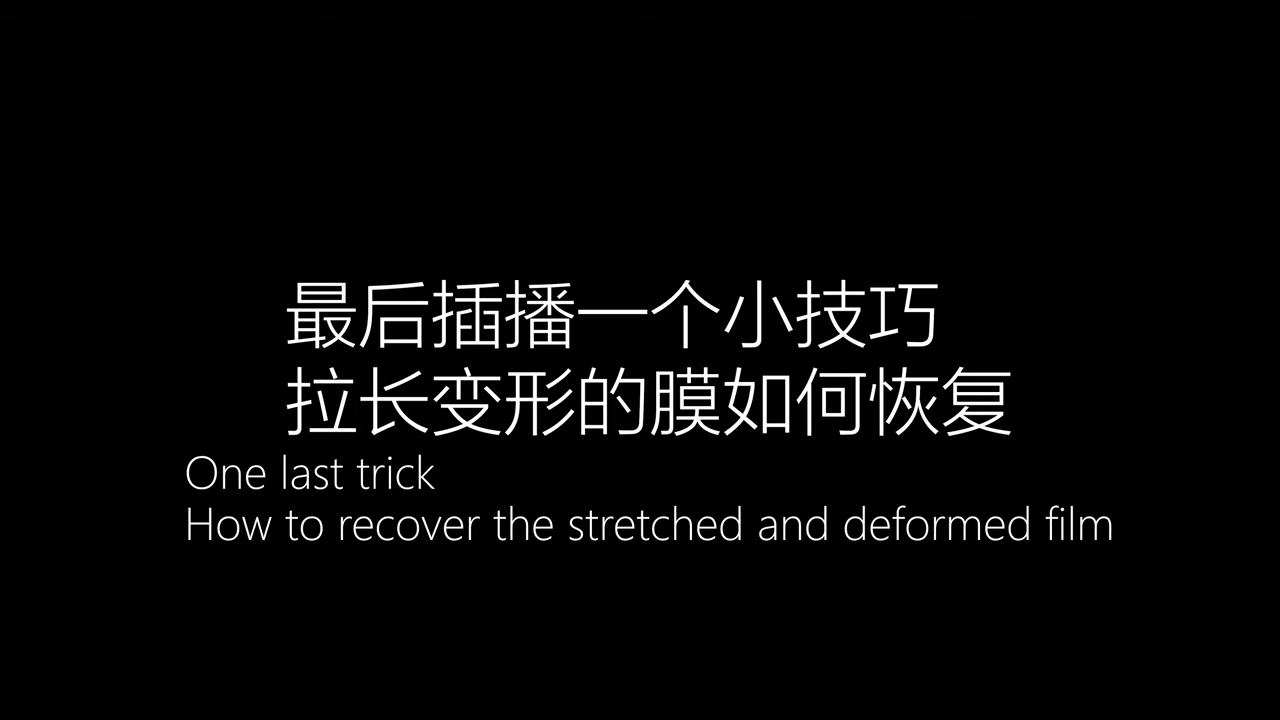 最后插播一个小技巧
拉长变形的膜如何恢复
One last trick
How to recover the stretched and deformed film